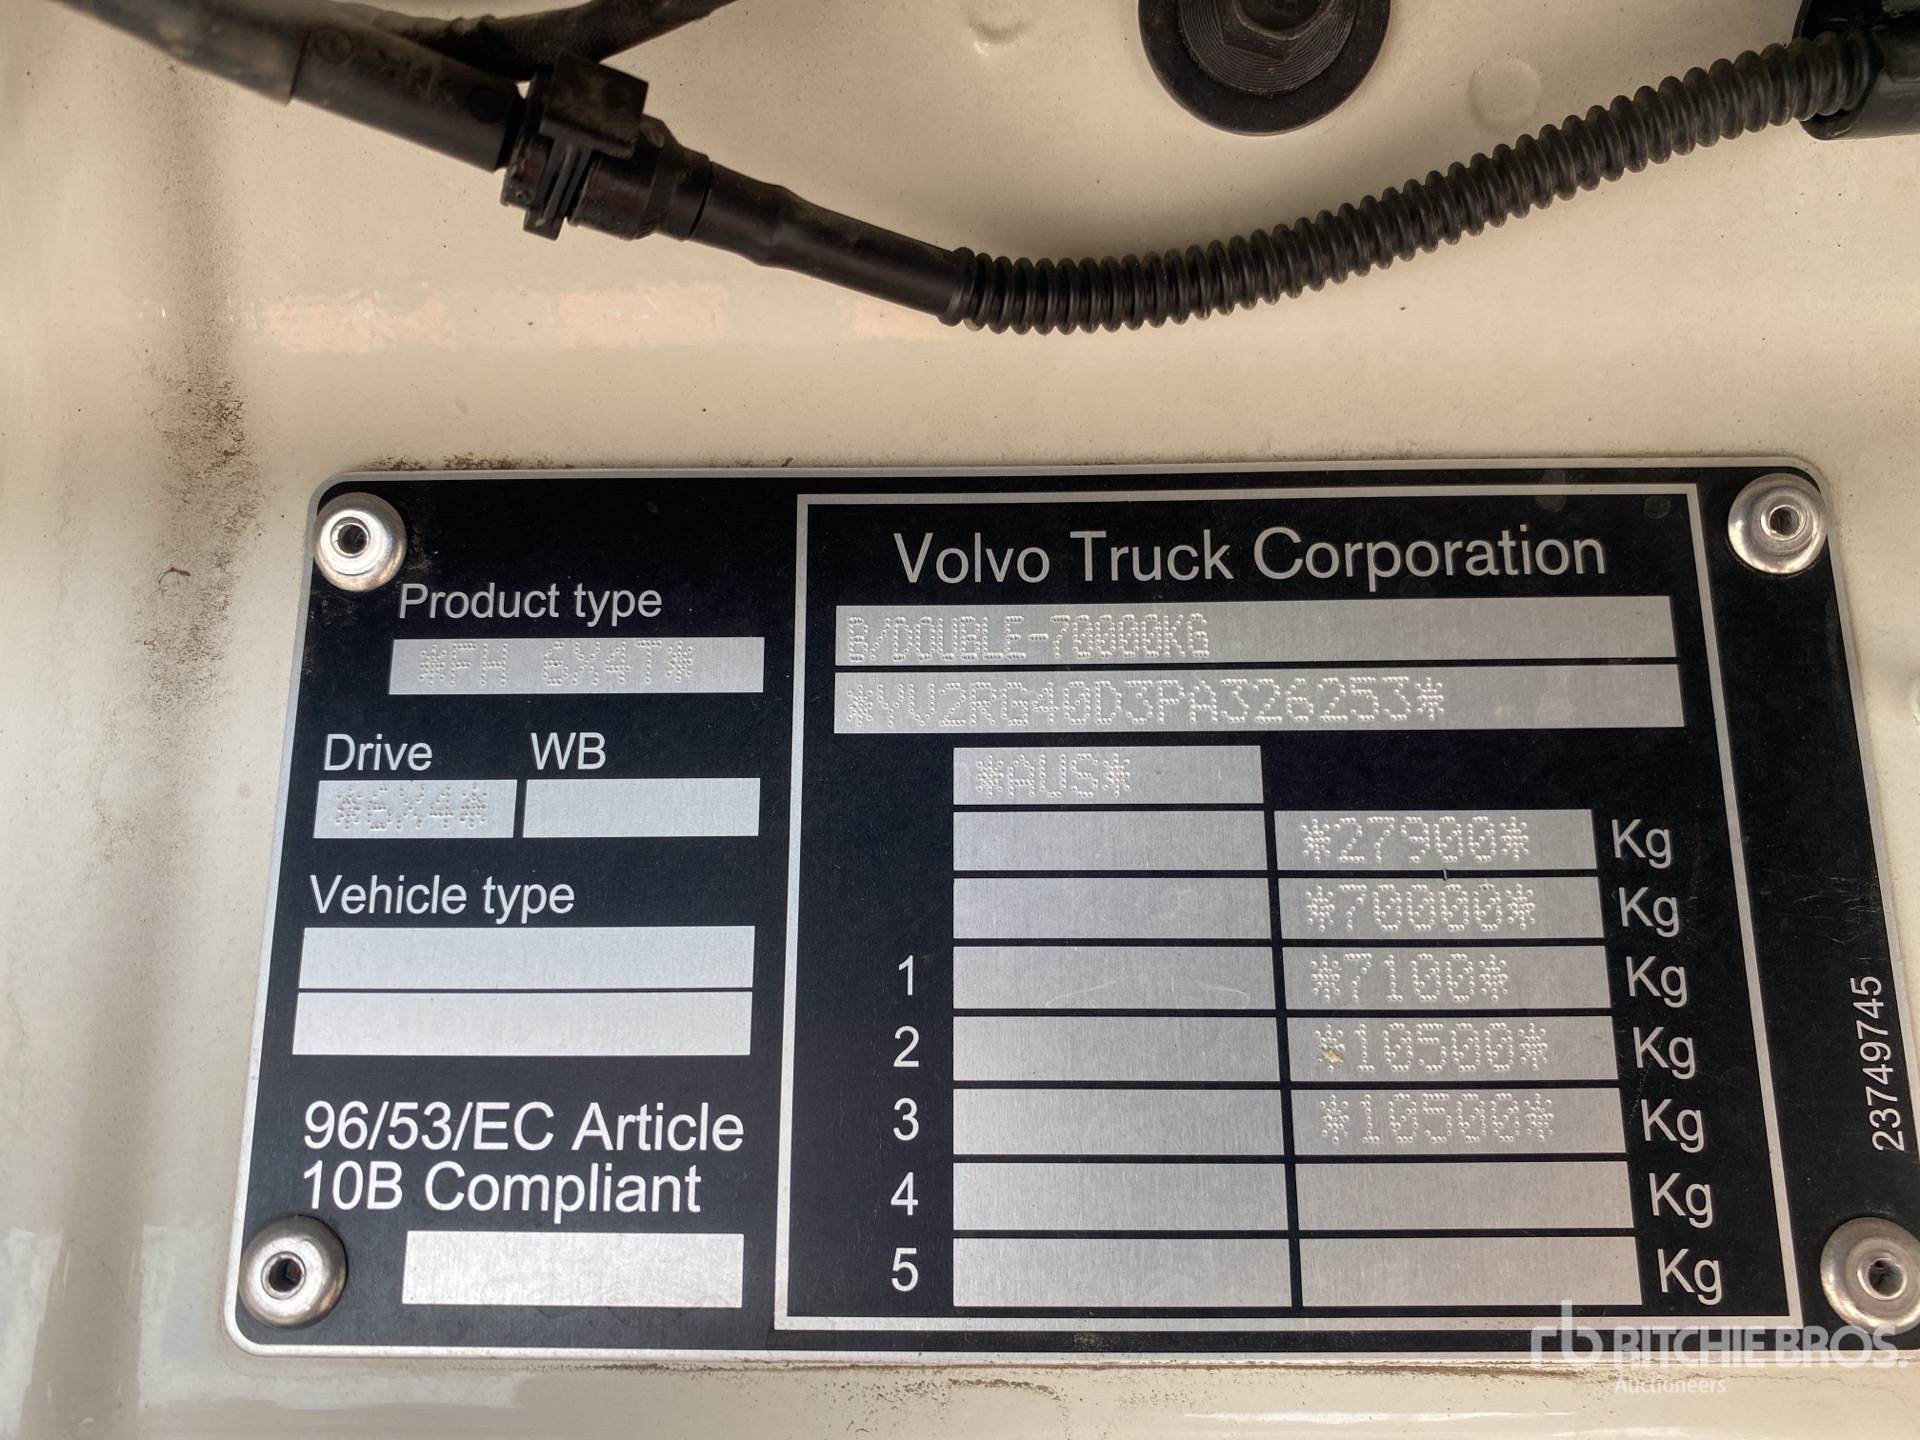 Volvo Truck Corporation
Product type
*FH 6X4T*
B/DOUBLE-70000KG
*YV2RG40D3PA326253*
Drive WB
*6X4*
*AUS*
*27900* Kg
Vehicle type
*70000* Kg
1 *7100* Kg
2 *10500* Kg
96/53/EC Article
10B Compliant
3 *10500* Kg
4 Kg
5 Kg
23749745
rb RITCHIE BROS.
Auctioneers